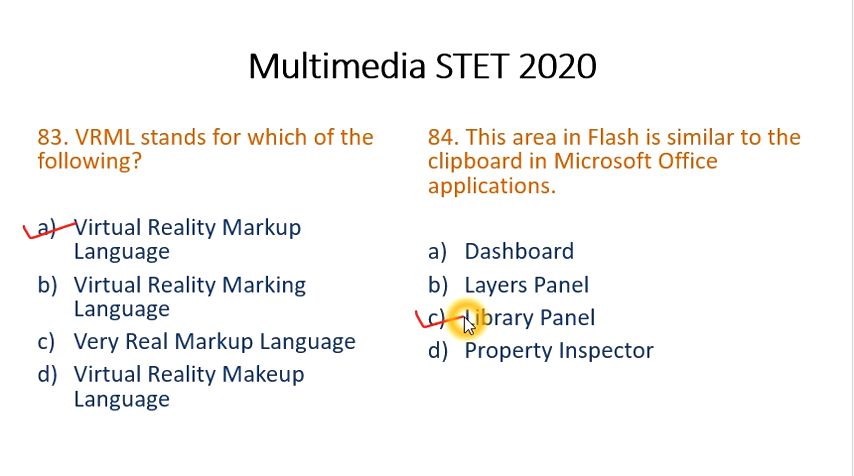 Multimedia STET 2020
83. VRML stands for which of the
following?
a) Virtual Reality Markup
Language
b) Virtual Reality Marking
Language
c) Very Real Markup Language
d) Virtual Reality Makeup
Language
84. This area in Flash is similar to the
clipboard in Microsoft Office
applications.
a) Dashboard
b) Layers Panel
c) Library Panel
d) Property Inspector